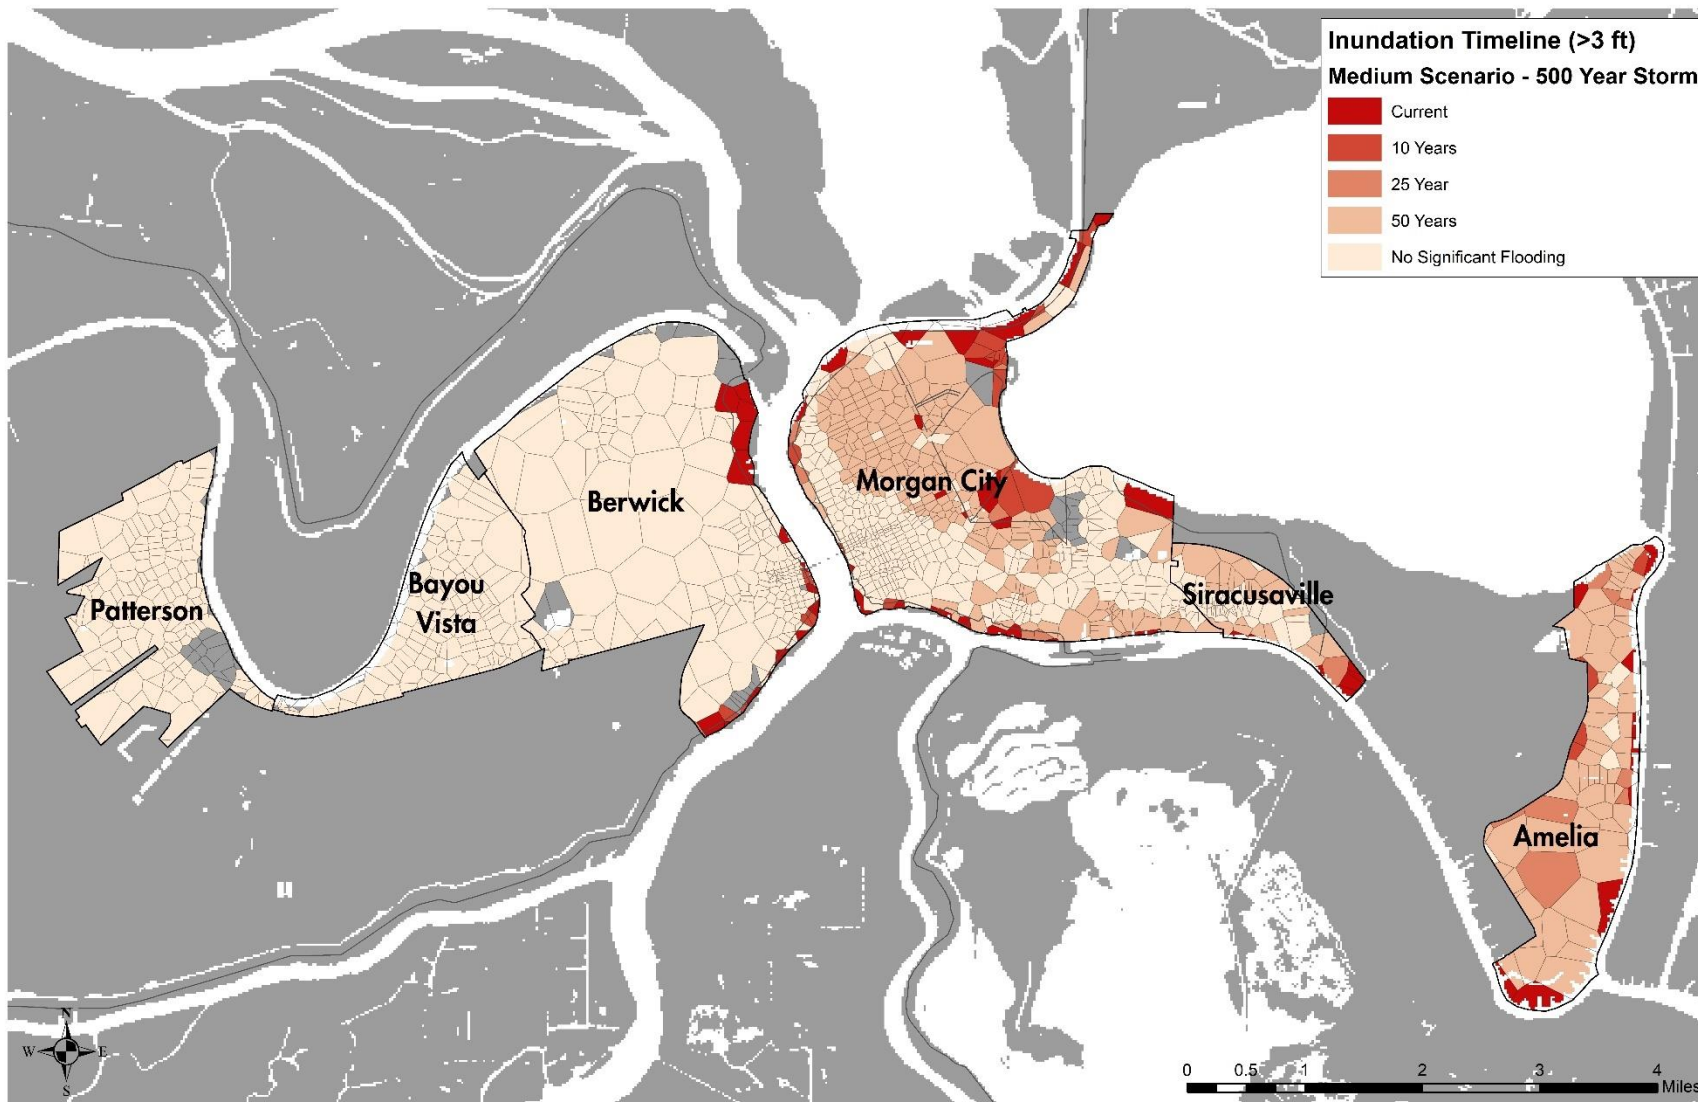 Inundation Timeline (>3 ft)
Medium Scenario - 500 Year Storm
Current
10 Years
25 Year
50 Years
No Significant Flooding
Morgan City
Berwick
Bayou
Vista
Patterson
Siracusaville
Amelia
N
W E
S
0 0.5 1 2 3 4
Miles